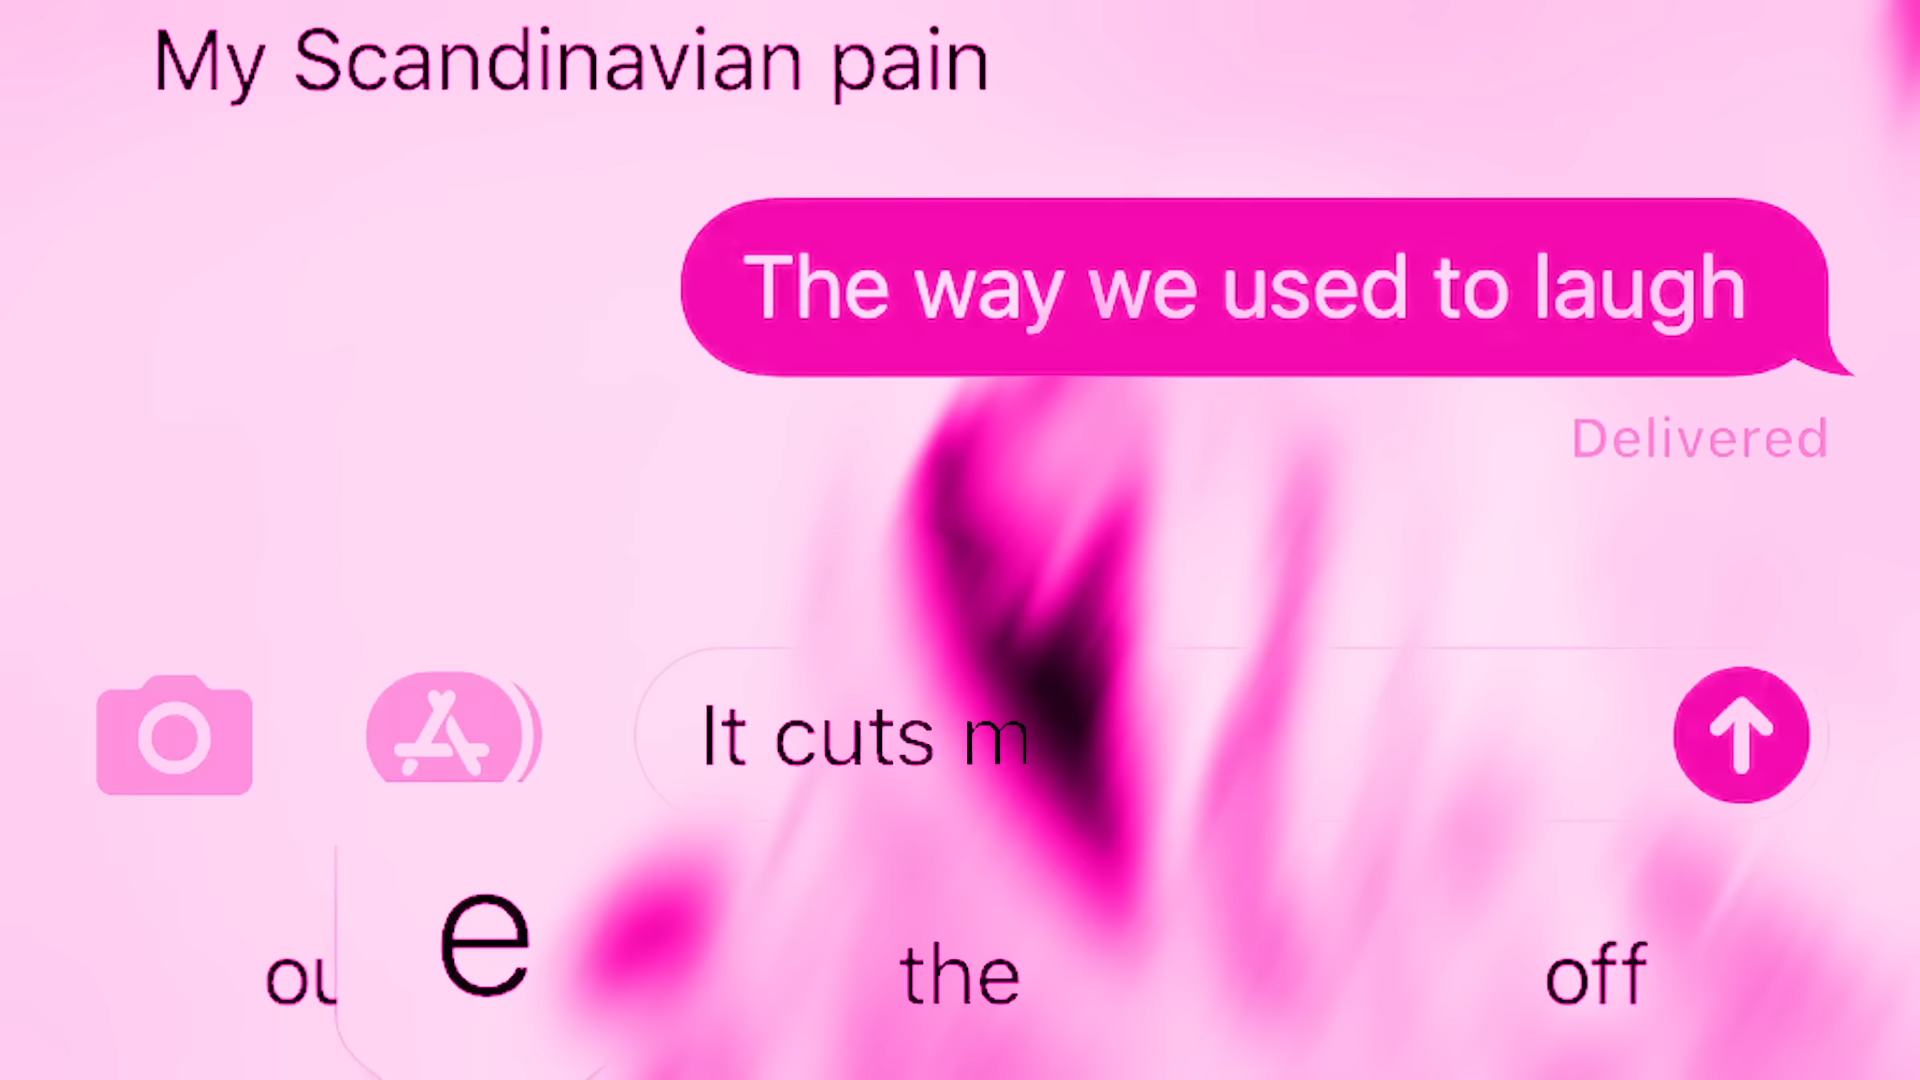 My Scandinavian pain
The way we used to laugh
Delivered
It cuts m
e
the
off